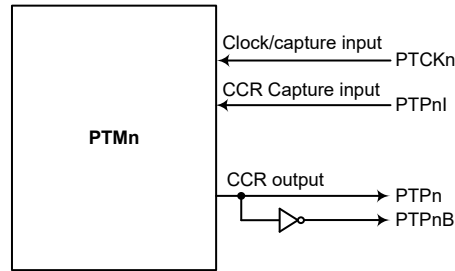 Clock/capture input
PTCKn
CCR Capture input
PTPnI
PTMn
CCR output
PTPn
PTPnB